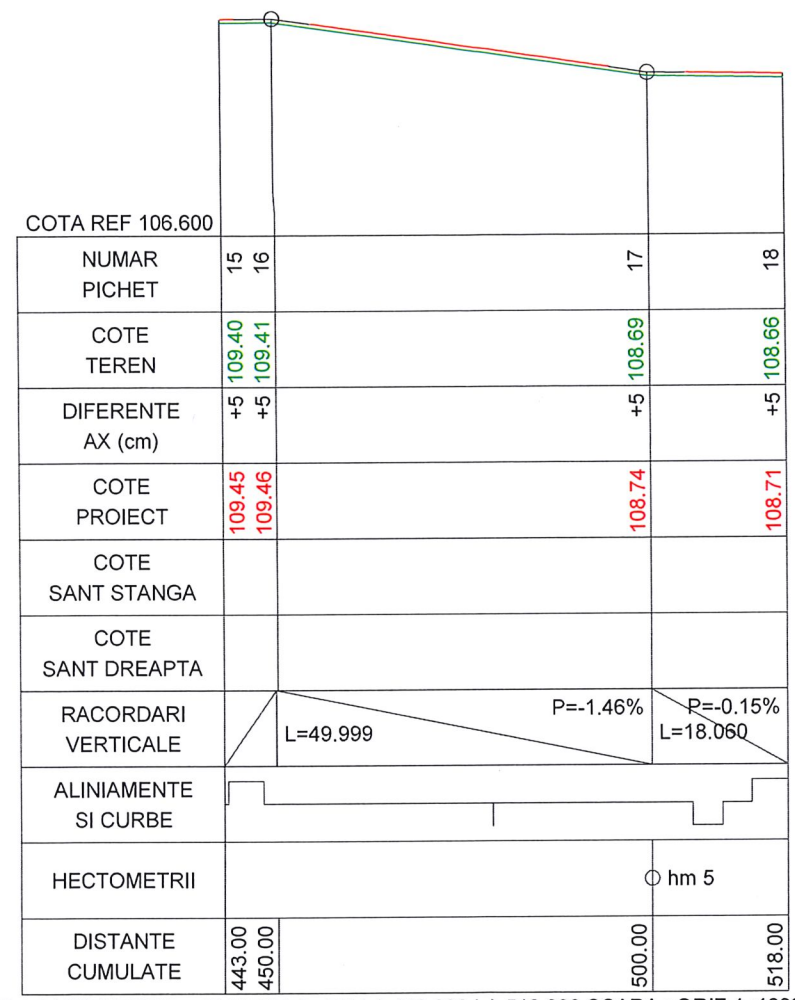 COTA REF 106.600
NUMAR
PICHET
15
16
17
18
COTE
TEREN
109.40
109.41
108.69
108.66
DIFERENTE
AX (cm)
+5
+5
+5
+5
COTE
PROIECT
109.45
109.46
108.74
108.71
COTE
SANT STANGA
COTE
SANT DREAPTA
RACORDARI
VERTICALE
L=49.999
P=-1.46%
P=-0.15%
L=18.060
ALINIAMENTE
SI CURBE
HECTOMETRII
hm 5
DISTANTE
CUMULATE
443.00
450.00
500.00
518.00